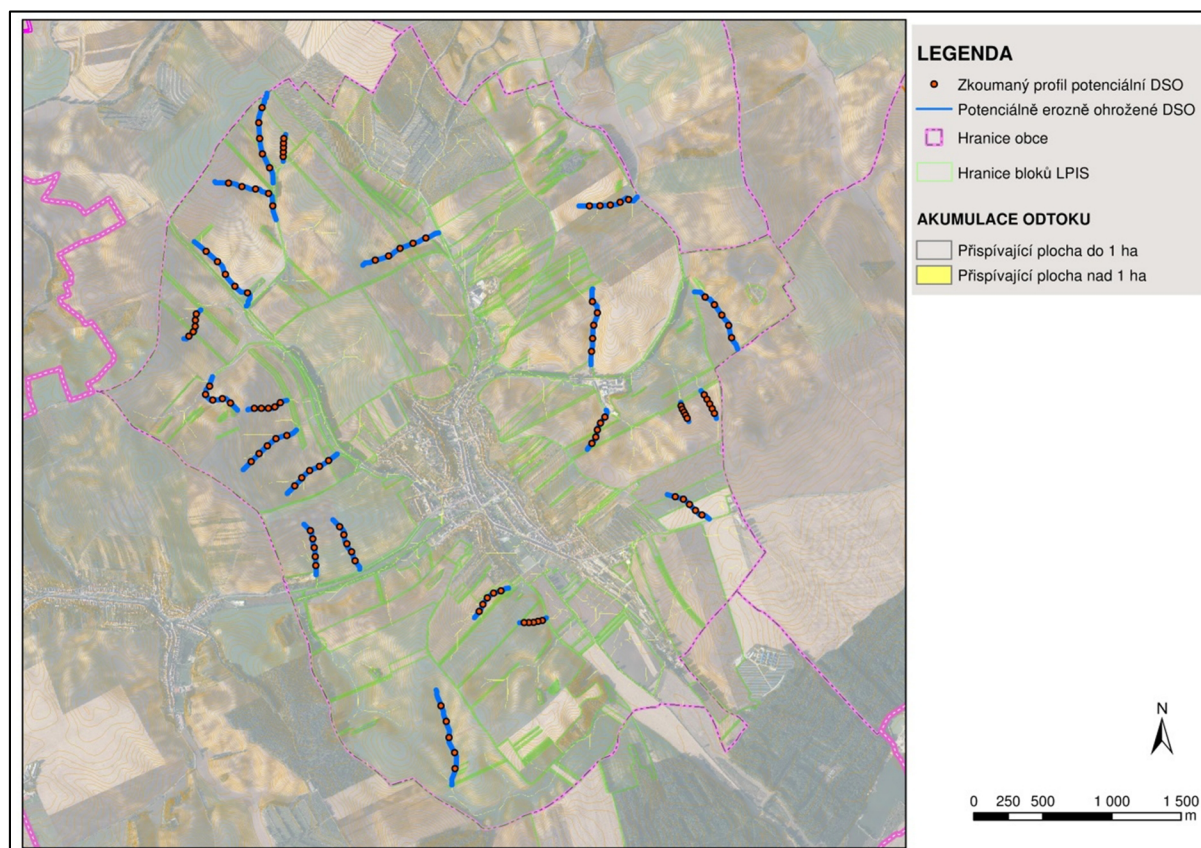 LEGENDA
Zkoumaný profil potenciální DSO
Potenciálně erozně ohrožené DSO
Hranice obce
Hranice bloků LPIS
AKUMULACE ODTOKU
Přispívající plocha do 1 ha
Přispívající plocha nad 1 ha
N
0 250 500 1 000 1 500
m